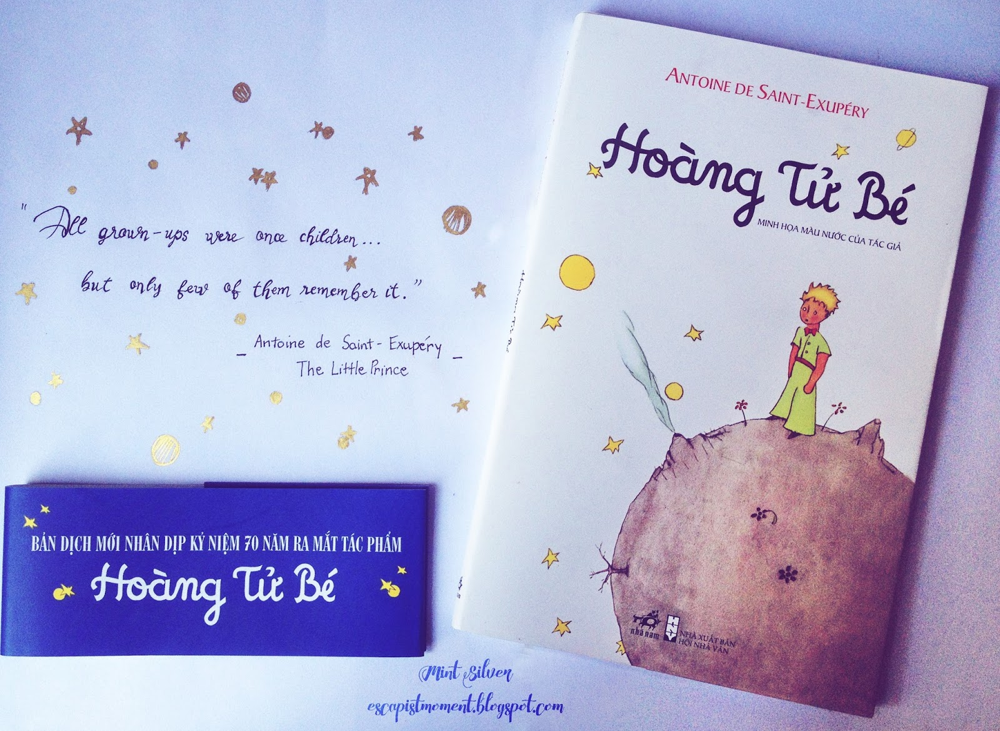 "All grown-ups were once children...
but only few of them remember it."
_ Antoine de Saint-Exupéry _
The Little Prince
BẢN DỊCH MỚI NHÂN DỊP KỶ NIỆM 70 NĂM RA MẮT TÁC PHẨM
Hoàng Tử Bé
ANTOINE DE SAINT-EXUPÉRY
Hoàng Tử Bé
MINH HỌA MÀU NƯỚC CỦA TÁC GIẢ
Hoàng Tử Bé
nhã nam
NHÀ XUẤT BẢN
HỘI NHÀ VĂN
Mint Silver
escapistmoment.blogspot.com